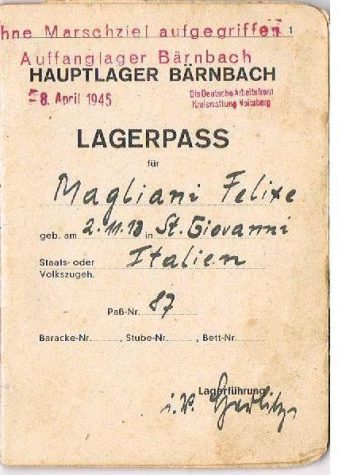 hne Marschziel aufgegriffen 1
Auffanglager Bärnbach
HAUPTLAGER BÄRNBACH
8. April 1945
Die Deutsche Arbeitsfront
Kreiswaltung Voitsberg
LAGERPASS
für
Magliani Felixe
geb. am 2.11.18 in St. Giovanni
Staats- oder
Volkszugeh. Italien
Paß-Nr. 87
Baracke-Nr. , Stube-Nr. , Bett-Nr.
Lagerführung
i.V.